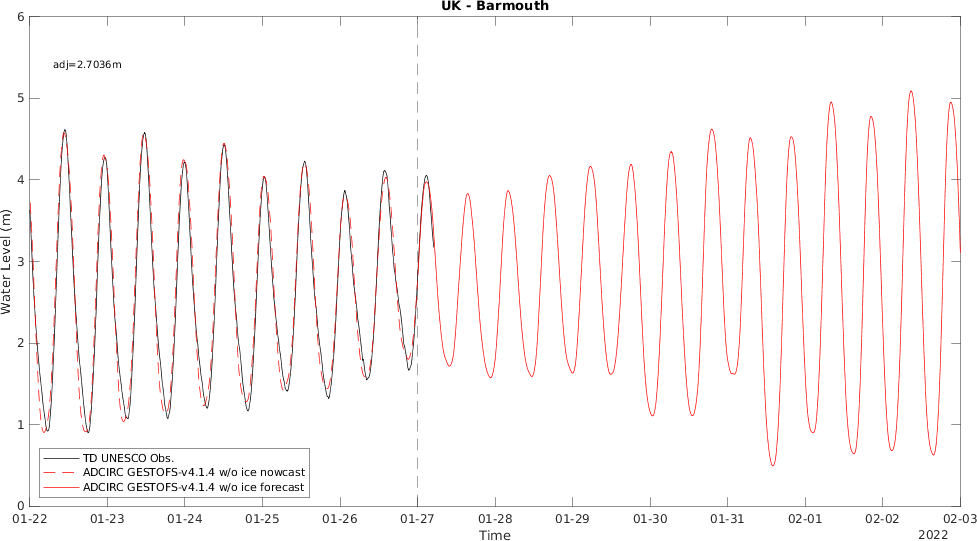 UK - Barmouth
adj=2.7036m
Water Level (m)
6
5
4
3
2
1
0
TD UNESCO Obs.
ADCIRC GESTOFS-v4.1.4 w/o ice nowcast
ADCIRC GESTOFS-v4.1.4 w/o ice forecast
01-22 01-23 01-24 01-25 01-26 01-27 01-28 01-29 01-30 01-31 02-01 02-02 02-03
Time
2022